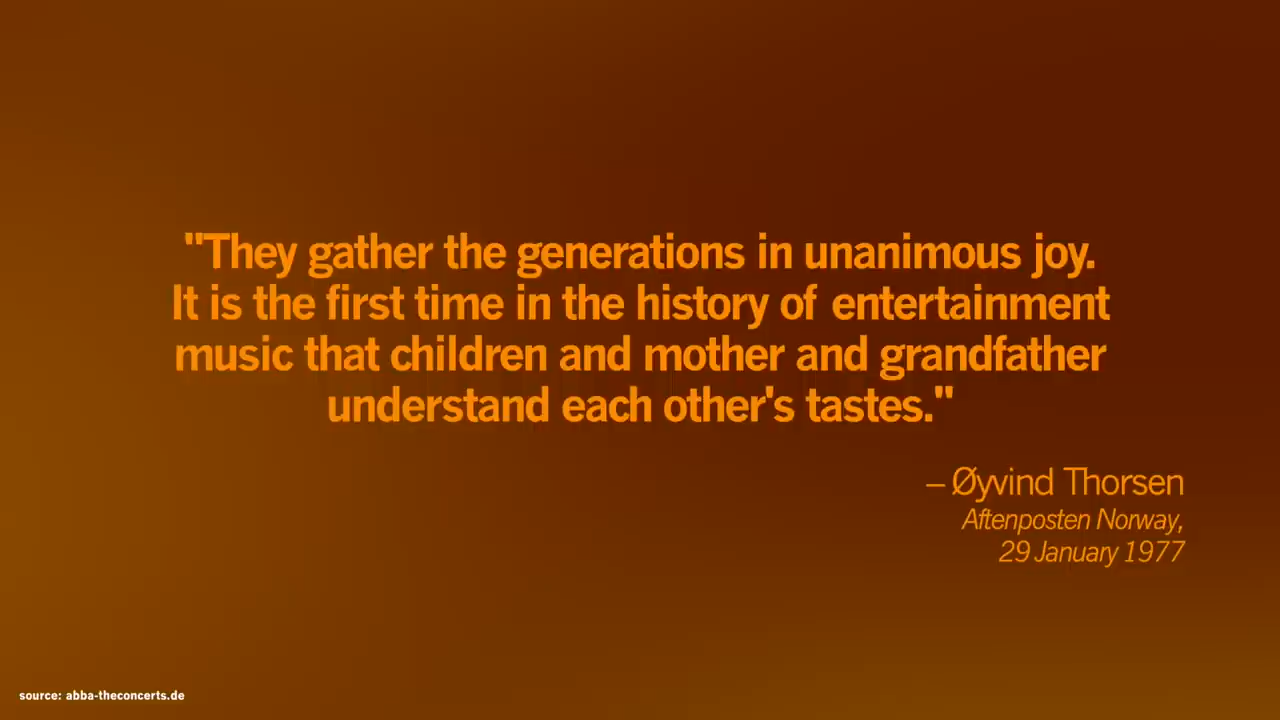 "They gather the generations in unanimous joy.
It is the first time in the history of entertainment
music that children and mother and grandfather
understand each other's tastes."
– Øyvind Thorsen
Aftenposten Norway,
29 January 1977
source: abba-theconcerts.de